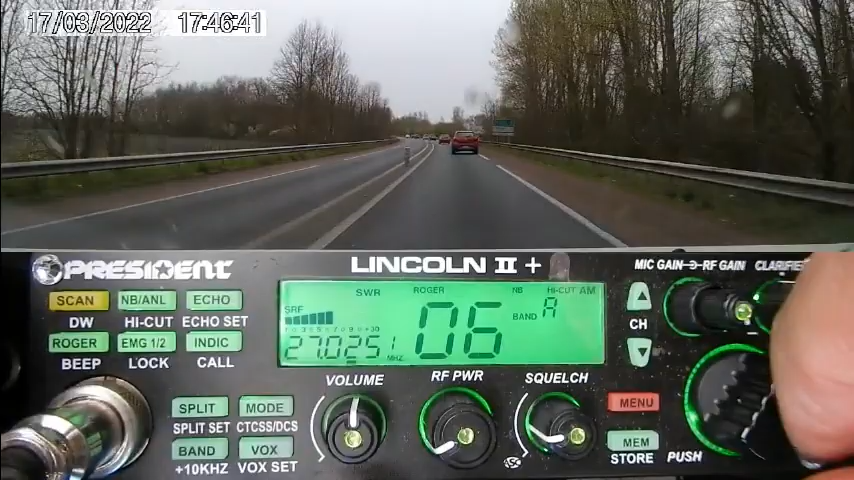 17/03/2022 17:46:41
PRESIDENT LINCOLN II + MIC GAIN RF GAIN CLARIFI
SCAN NB/ANL ECHO
DW HI-CUT ECHO SET
ROGER EMG 1/2 INDIC
BEEP LOCK CALL
SWR ROGER NB HI-CUT AM
SRF BAND A
27.0251 MHZ 06
CH
VOLUME RF PWR SQUELCH
SPLIT MODE
SPLIT SET CTCSS/DCS
BAND VOX
+10KHZ VOX SET
ASC
MENU
MEM
STORE PUSH